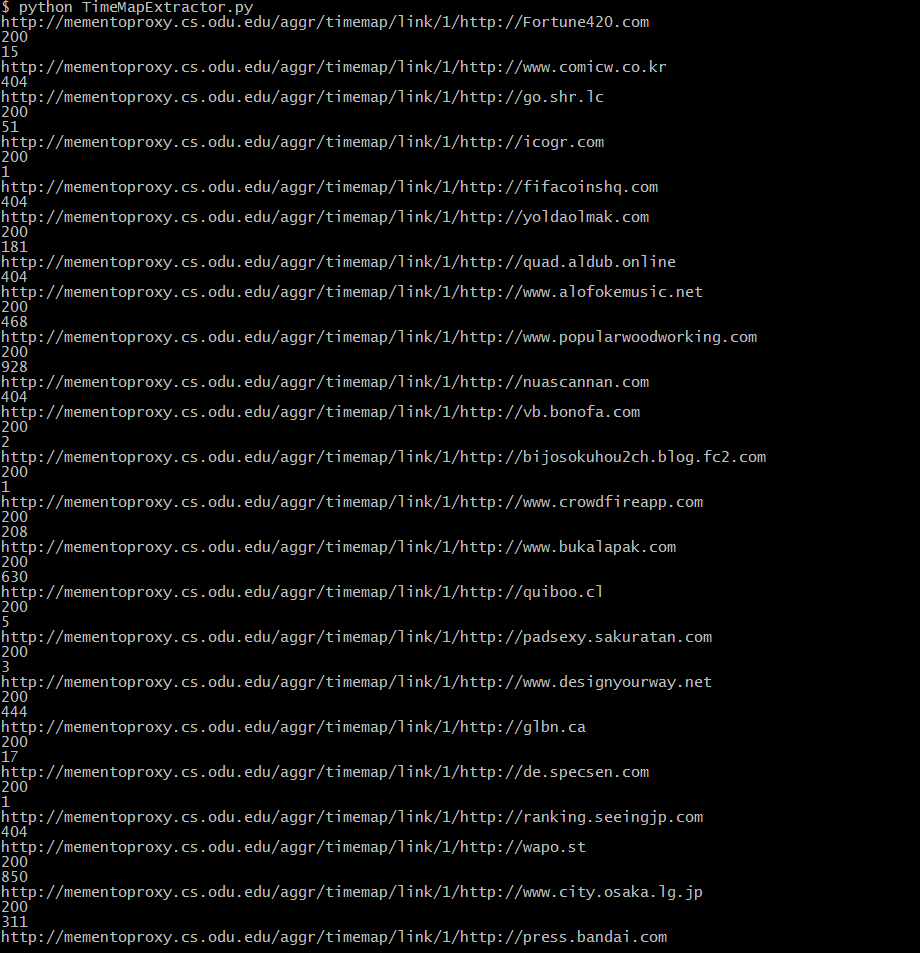 $ python TimeMapExtractor.py
http://mementoproxy.cs.odu.edu/aggr/timemap/link/1/http://Fortune420.com
200
15
http://mementoproxy.cs.odu.edu/aggr/timemap/link/1/http://www.comicw.co.kr
404
http://mementoproxy.cs.odu.edu/aggr/timemap/link/1/http://go.shr.lc
200
51
http://mementoproxy.cs.odu.edu/aggr/timemap/link/1/http://icogr.com
200
1
http://mementoproxy.cs.odu.edu/aggr/timemap/link/1/http://fifacoinshq.com
404
http://mementoproxy.cs.odu.edu/aggr/timemap/link/1/http://yoldaolmak.com
200
181
http://mementoproxy.cs.odu.edu/aggr/timemap/link/1/http://quad.aldub.online
404
http://mementoproxy.cs.odu.edu/aggr/timemap/link/1/http://www.alofokemusic.net
200
468
http://mementoproxy.cs.odu.edu/aggr/timemap/link/1/http://www.popularwoodworking.com
200
928
http://mementoproxy.cs.odu.edu/aggr/timemap/link/1/http://nuascannan.com
404
http://mementoproxy.cs.odu.edu/aggr/timemap/link/1/http://vb.bonofa.com
200
2
http://mementoproxy.cs.odu.edu/aggr/timemap/link/1/http://bijosokuhou2ch.blog.fc2.com
200
1
http://mementoproxy.cs.odu.edu/aggr/timemap/link/1/http://www.crowdfireapp.com
200
208
http://mementoproxy.cs.odu.edu/aggr/timemap/link/1/http://www.bukalapak.com
200
630
http://mementoproxy.cs.odu.edu/aggr/timemap/link/1/http://quiboo.cl
200
5
http://mementoproxy.cs.odu.edu/aggr/timemap/link/1/http://padsexy.sakuratan.com
200
3
http://mementoproxy.cs.odu.edu/aggr/timemap/link/1/http://www.designyourway.net
200
444
http://mementoproxy.cs.odu.edu/aggr/timemap/link/1/http://glbn.ca
200
17
http://mementoproxy.cs.odu.edu/aggr/timemap/link/1/http://de.specsen.com
200
1
http://mementoproxy.cs.odu.edu/aggr/timemap/link/1/http://ranking.seeingjp.com
404
http://mementoproxy.cs.odu.edu/aggr/timemap/link/1/http://wapo.st
200
850
http://mementoproxy.cs.odu.edu/aggr/timemap/link/1/http://www.city.osaka.lg.jp
200
311
http://mementoproxy.cs.odu.edu/aggr/timemap/link/1/http://press.bandai.com